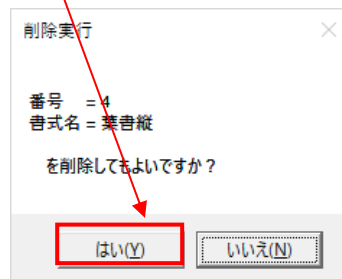 削除実行
番号 = 4
書式名 = 葉書縦
を削除してもよいですか？
はい(Y)
いいえ(N)